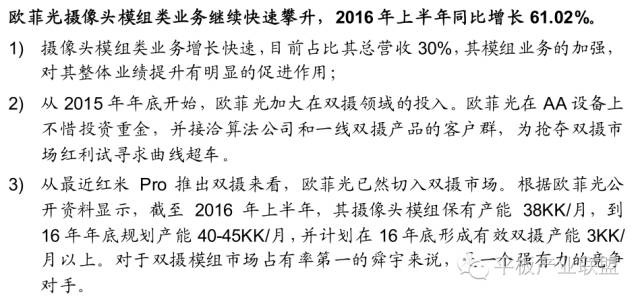 欧菲光摄像头模组类业务继续快速攀升，2016年上半年同比增长 61.02%。
1) 摄像头模组类业务增长快速，目前占比其总营收 30%，其模组业务的加强，
对其整体业绩提升有明显的促进作用；
2) 从 2015 年年底开始，欧菲光加大在双摄领域的投入。欧菲光在 AA 设备上
不惜投资重金，并接洽算法公司和一线双摄产品的客户群，为抢夺双摄市
场红利试寻求曲线超车。
3) 从最近红米 Pro 推出双摄来看，欧菲光已然切入双摄市场。根据欧菲光公
开资料显示，截至 2016 年上半年，其摄像头模组保有产能 38KK/月，到
16 年年底规划产能 40-45KK/月，并计划在 16 年底形成有效双摄产能 3KK/
月以上。对于双摄模组市场占有率第一的舜宇来说，是一个强有力的竞争
对手。
平板产业联盟